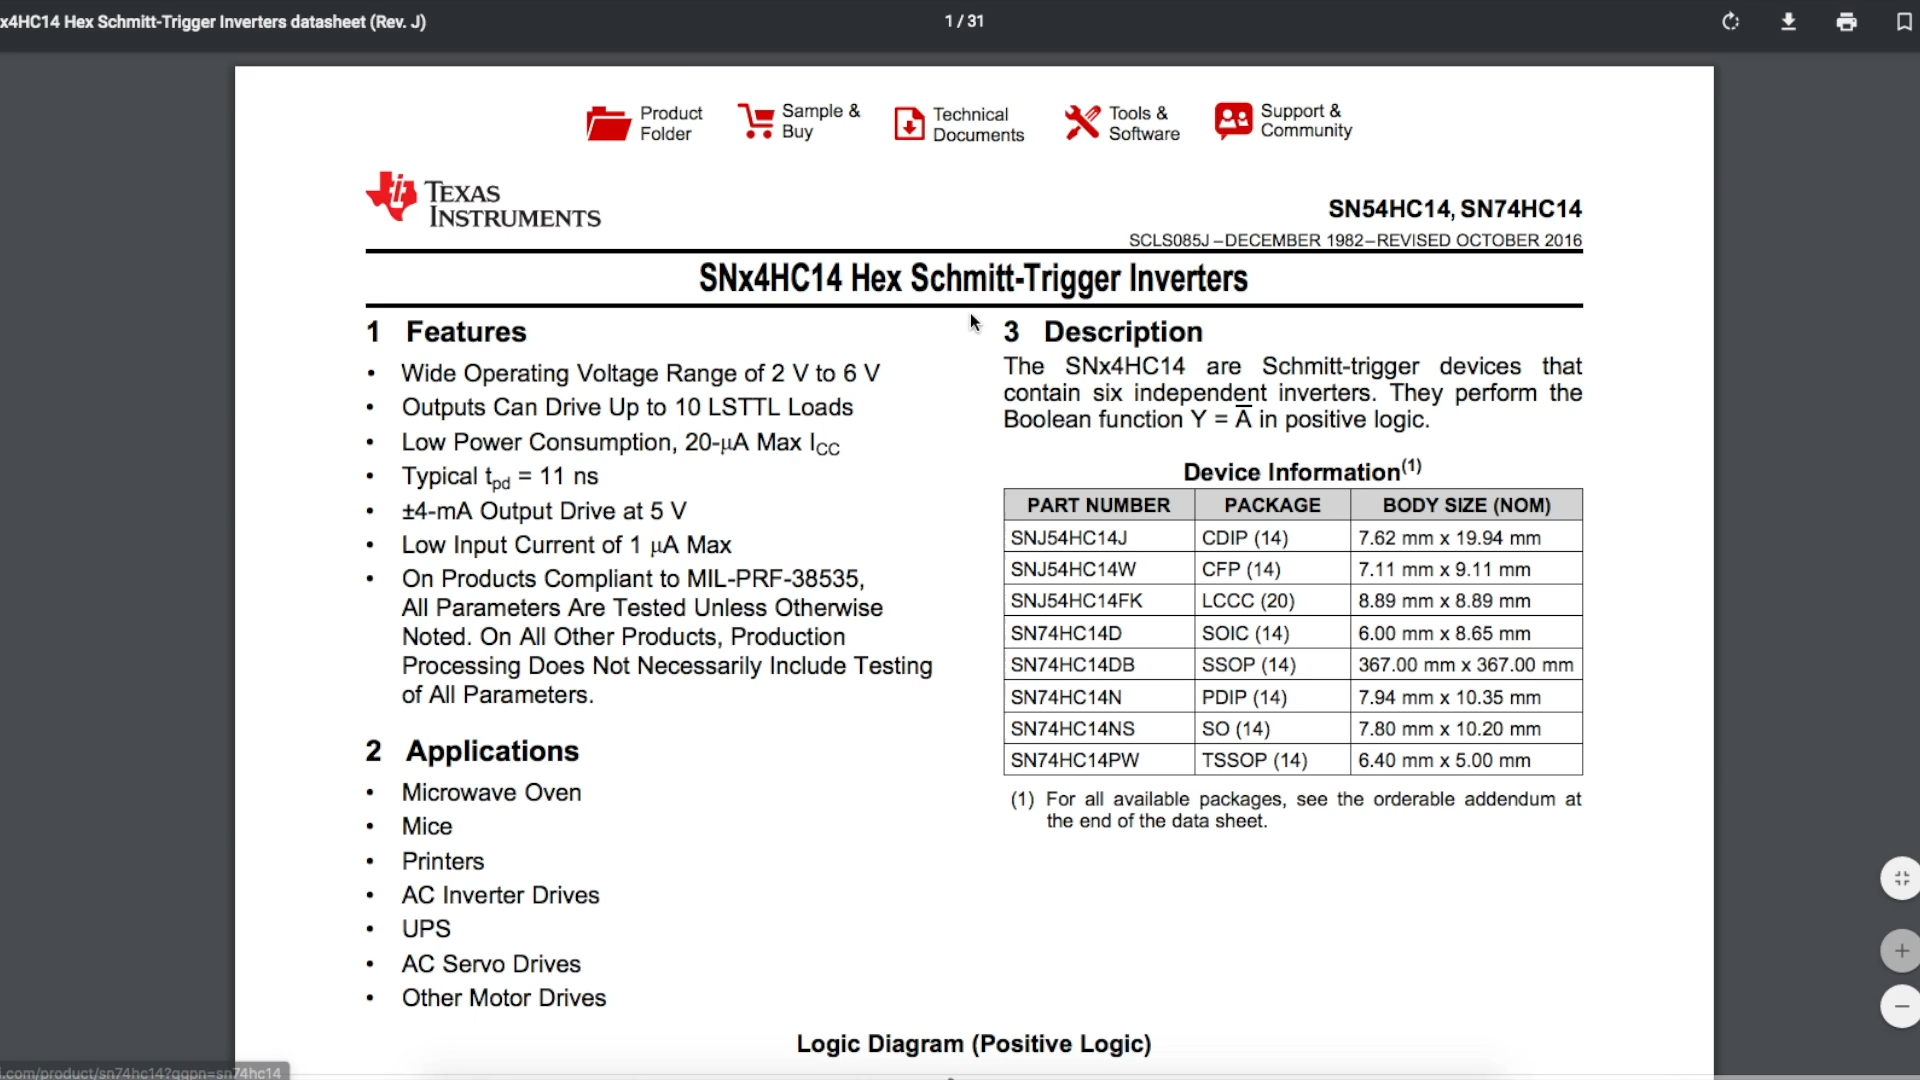 x4HC14 Hex Schmitt-Trigger Inverters datasheet (Rev. J)
1 / 31
Product
Folder
Sample &
Buy
Technical
Documents
Tools &
Software
Support &
Community
TEXAS
INSTRUMENTS
SN54HC14, SN74HC14
SCLS085J –DECEMBER 1982–REVISED OCTOBER 2016
SNx4HC14 Hex Schmitt-Trigger Inverters
1 Features
• Wide Operating Voltage Range of 2 V to 6 V
• Outputs Can Drive Up to 10 LSTTL Loads
• Low Power Consumption, 20-μA Max ICC
• Typical tpd = 11 ns
• ±4-mA Output Drive at 5 V
• Low Input Current of 1 μA Max
• On Products Compliant to MIL-PRF-38535,
All Parameters Are Tested Unless Otherwise
Noted. On All Other Products, Production
Processing Does Not Necessarily Include Testing
of All Parameters.
2 Applications
• Microwave Oven
• Mice
• Printers
• AC Inverter Drives
• UPS
• AC Servo Drives
• Other Motor Drives
3 Description
The SNx4HC14 are Schmitt-trigger devices that
contain six independent inverters. They perform the
Boolean function Y = A̅ in positive logic.
Device Information(1)
PART NUMBER PACKAGE BODY SIZE (NOM)
SNJ54HC14J CDIP (14) 7.62 mm x 19.94 mm
SNJ54HC14W CFP (14) 7.11 mm x 9.11 mm
SNJ54HC14FK LCCC (20) 8.89 mm x 8.89 mm
SN74HC14D SOIC (14) 6.00 mm x 8.65 mm
SN74HC14DB SSOP (14) 367.00 mm x 367.00 mm
SN74HC14N PDIP (14) 7.94 mm x 10.35 mm
SN74HC14NS SO (14) 7.80 mm x 10.20 mm
SN74HC14PW TSSOP (14) 6.40 mm x 5.00 mm
(1) For all available packages, see the orderable addendum at
the end of the data sheet.
Logic Diagram (Positive Logic)
i.com/product/sn74hc14?qgpn=sn74hc14